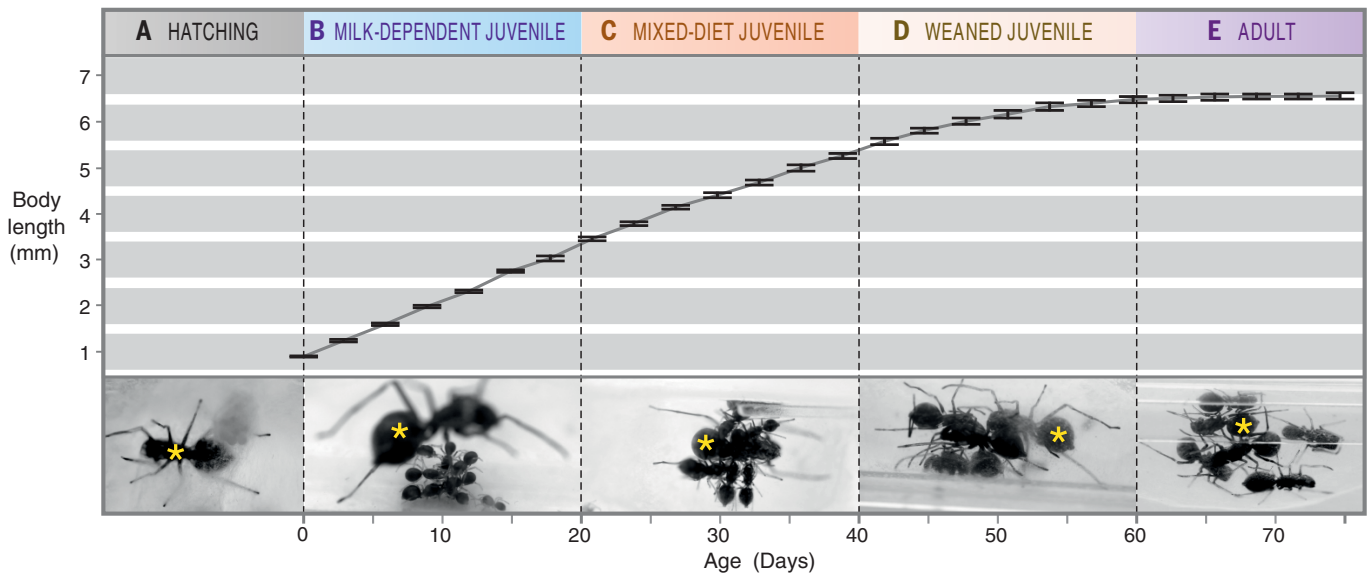 A HATCHING
B MILK-DEPENDENT JUVENILE
C MIXED-DIET JUVENILE
D WEANED JUVENILE
E ADULT
Body
length
(mm)
7
6
5
4
3
2
1
0 10 20 30 40 50 60 70
Age (Days)